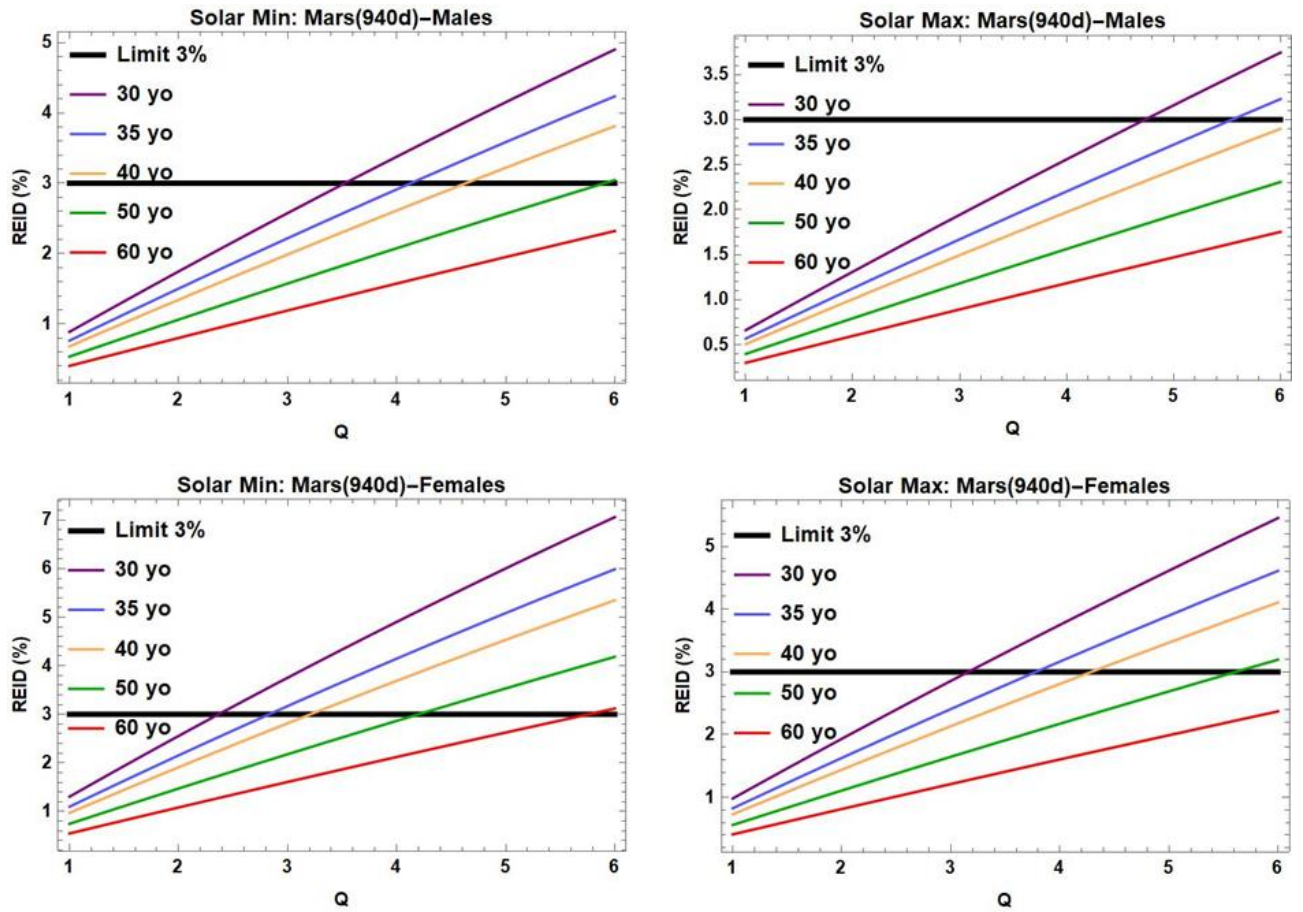 Solar Min: Mars(940d)–Males
5
4
3
2
1
REID (%)
Limit 3%
30 yo
35 yo
40 yo
50 yo
60 yo
1 2 3 4 5 6
Q
Solar Max: Mars(940d)–Males
3.5
3.0
2.5
2.0
1.5
1.0
0.5
REID (%)
Limit 3%
30 yo
35 yo
40 yo
50 yo
60 yo
1 2 3 4 5 6
Q
Solar Min: Mars(940d)–Females
7
6
5
4
3
2
1
REID (%)
Limit 3%
30 yo
35 yo
40 yo
50 yo
60 yo
1 2 3 4 5 6
Q
Solar Max: Mars(940d)–Females
5
4
3
2
1
REID (%)
Limit 3%
30 yo
35 yo
40 yo
50 yo
60 yo
1 2 3 4 5 6
Q